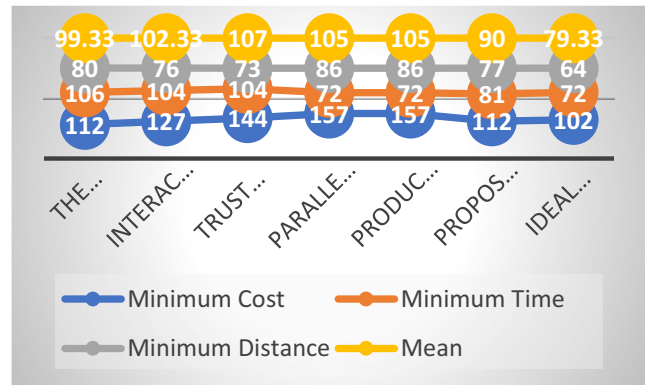 99.33 102.33 107 105 105 90 79.33
80 76 73 86 86 77 64
106 104 104 72 72 81 72
112 127 144 157 157 112 102
THE...
INTERAC...
TRUST...
PARALLE...
PRODUC...
PROPOS...
IDEAL...
Minimum Cost Minimum Time
Minimum Distance Mean